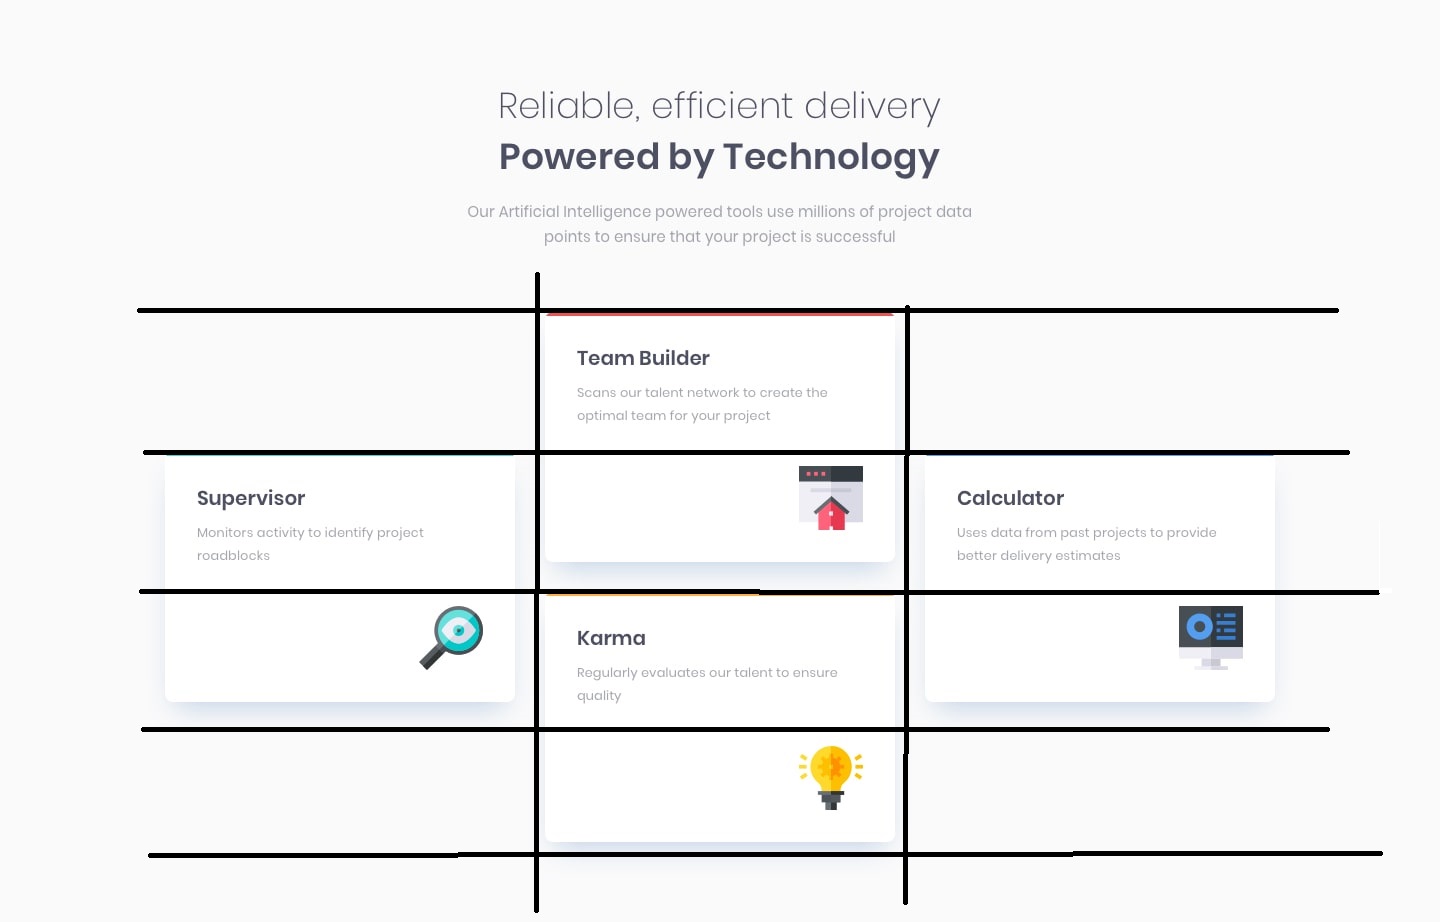 Reliable, efficient delivery
Powered by Technology
Our Artificial Intelligence powered tools use millions of project data
points to ensure that your project is successful
Team Builder
Scans our talent network to create the
optimal team for your project
Supervisor
Monitors activity to identify project
roadblocks
Calculator
Uses data from past projects to provide
better delivery estimates
Karma
Regularly evaluates our talent to ensure
quality